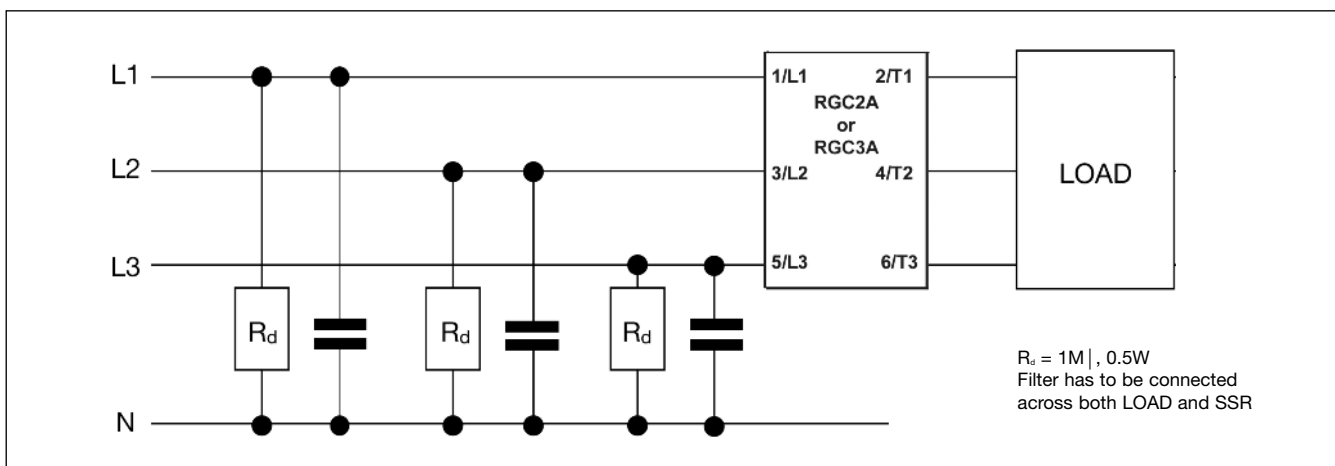 L1
1/L1 2/T1
RGC2A
or
RGC3A
L2
3/L2 4/T2
LOAD
L3
5/L3 6/T3
Rd Rd Rd
Rd = 1M|, 0.5W
Filter has to be connected
across both LOAD and SSR
N